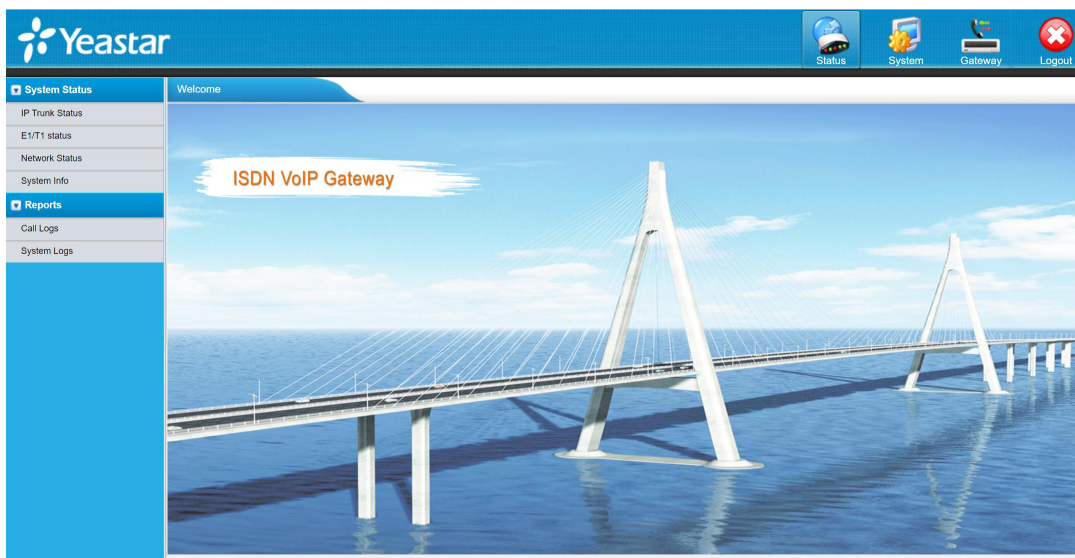 Yeastar
Status
System
Gateway
Logout
System Status
IP Trunk Status
E1/T1 status
Network Status
System Info
Reports
Call Logs
System Logs
Welcome
ISDN VoIP Gateway